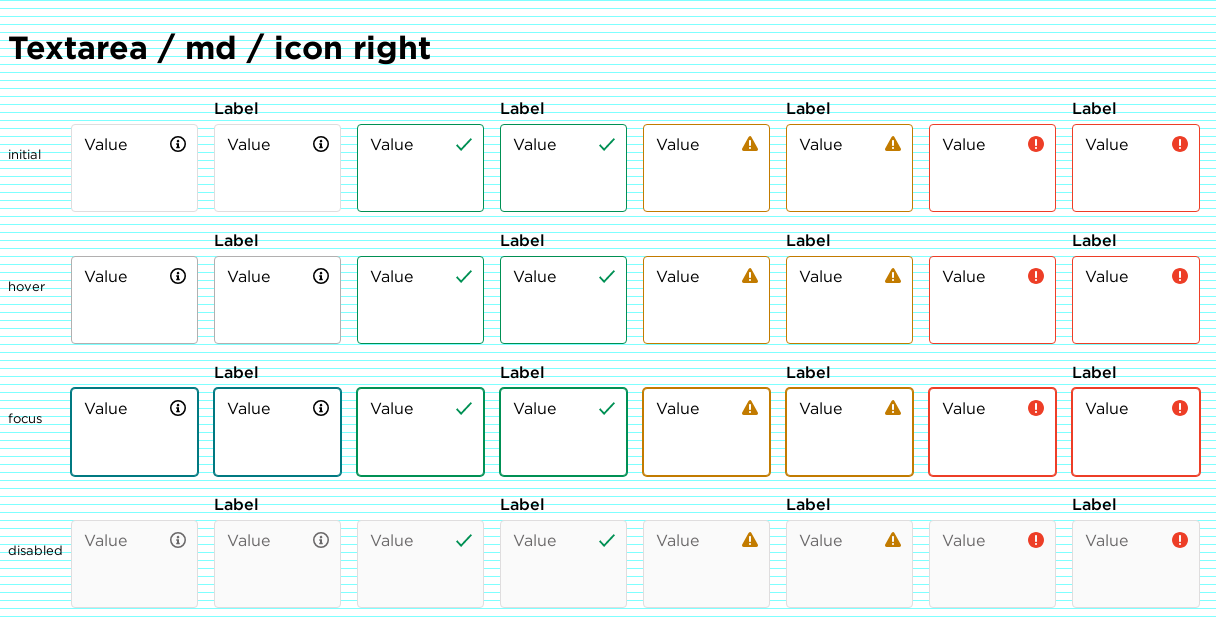 Textarea / md / icon right
Label Label Label Label
initial Value Value Value Value Value Value Value Value
Label Label Label Label
hover Value Value Value Value Value Value Value Value
Label Label Label Label
focus Value Value Value Value Value Value Value Value
Label Label Label Label
disabled Value Value Value Value Value Value Value Value